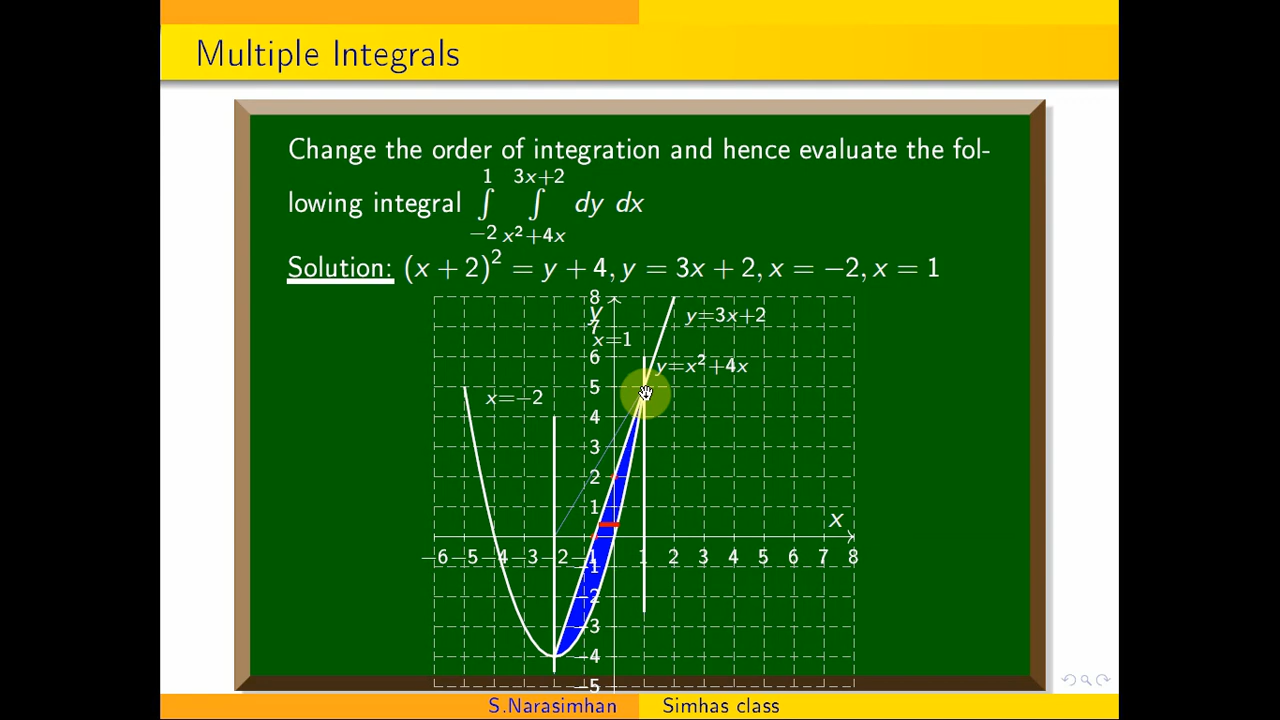 Multiple Integrals
Change the order of integration and hence evaluate the fol-
lowing integral ∫_{-2}^{1} ∫_{x²+4x}^{3x+2} dy dx
Solution: (x + 2)² = y + 4, y = 3x + 2, x = −2, x = 1
8
y
y=3x+2
7
x=1
6
y=x²+4x
5
x=−2
4
3
2
1
x
−6 −5 −4 −3 −2 −1 1 2 3 4 5 6 7 8
−1
−2
−3
−4
−5
S.Narasimhan Simhas class